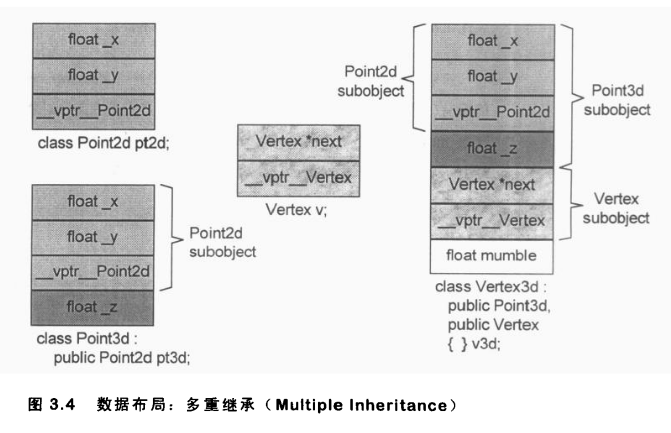 float _x
float _y
__vptr__Point2d
class Point2d pt2d;
float _x
float _y
__vptr__Point2d
float _z
Point2d
subobject
class Point3d :
public Point2d pt3d;
Vertex *next
__vptr__Vertex
Vertex v;
Point2d
subobject
float _x
float _y
__vptr__Point2d
float _z
Vertex *next
__vptr__Vertex
float mumble
Point3d
subobject
Vertex
subobject
class Vertex3d :
public Point3d,
public Vertex
{ } v3d;
图 3.4 数据布局：多重继承（Multiple Inheritance）